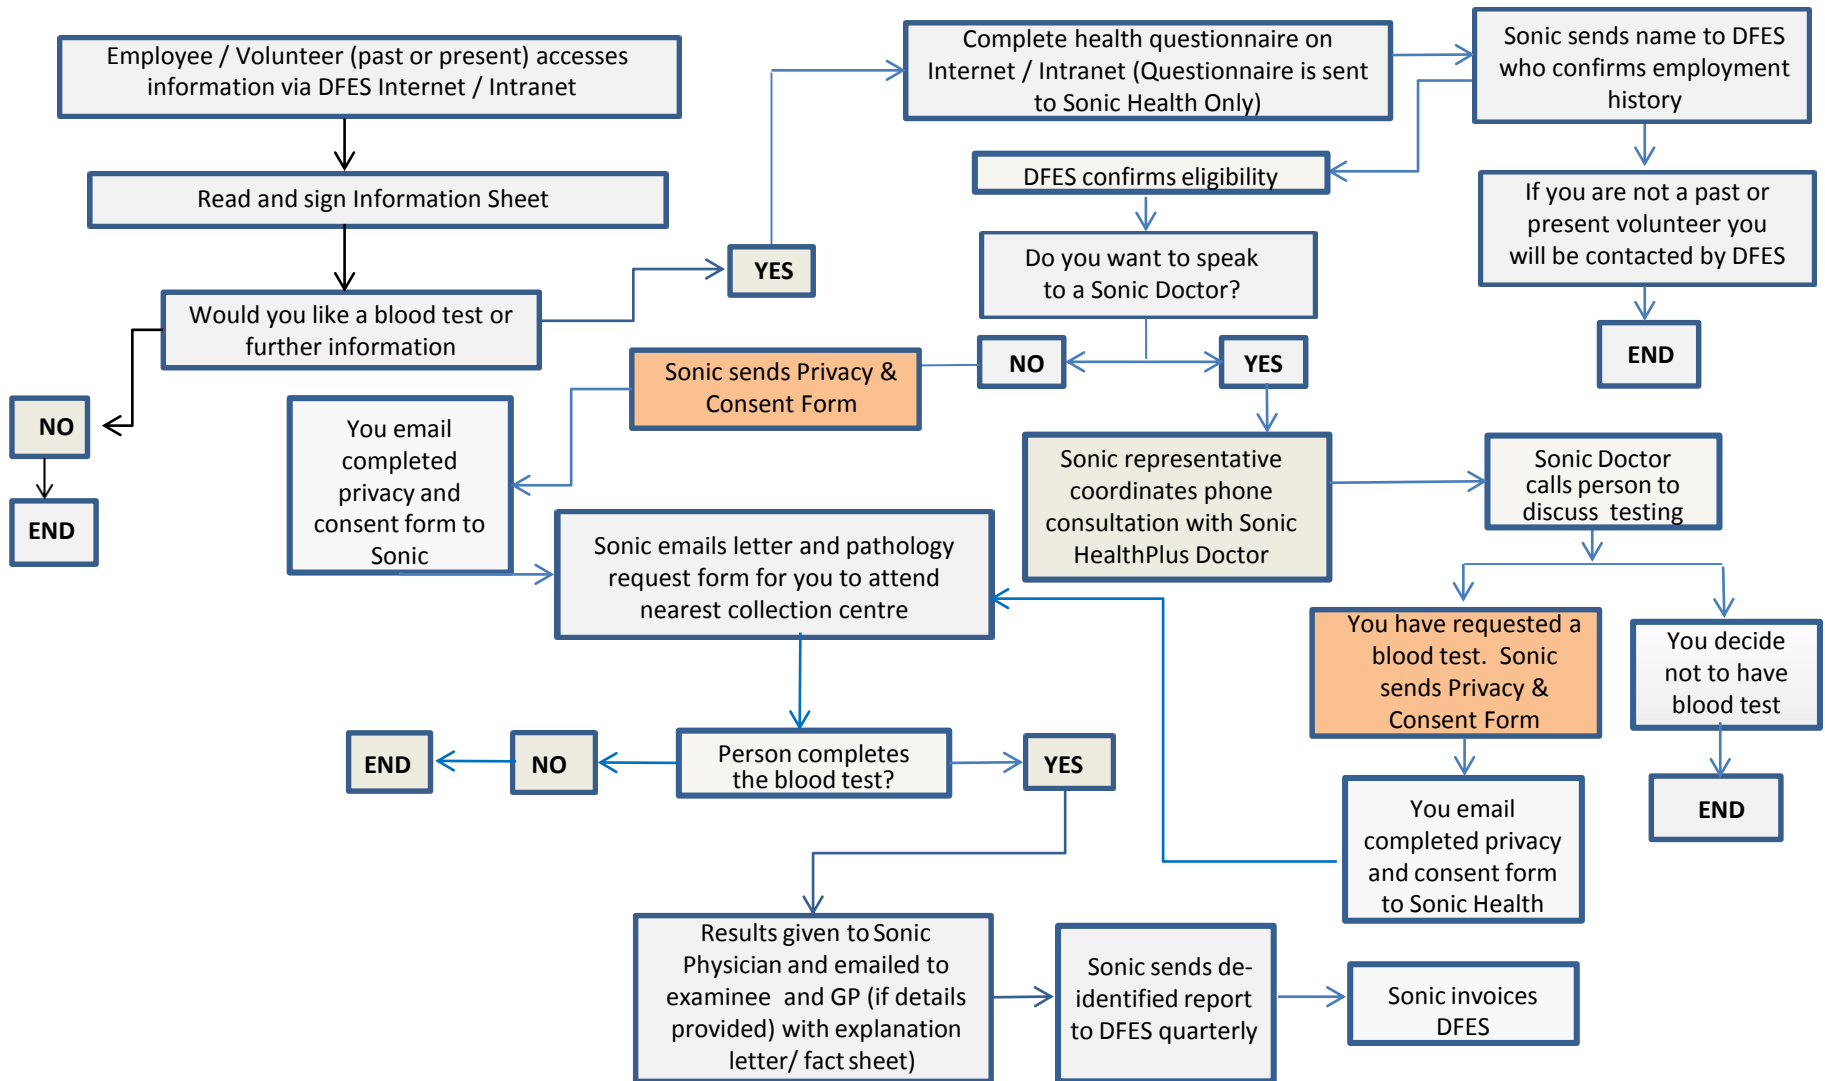 Employee / Volunteer (past or present) accesses
information via DFES Internet / Intranet
Read and sign Information Sheet
Would you like a blood test or
further information
NO
END
YES
Complete health questionnaire on
Internet / Intranet (Questionnaire is sent
to Sonic Health Only)
Sonic sends name to DFES
who confirms employment
history
If you are not a past or
present volunteer you
will be contacted by DFES
END
DFES confirms eligibility
Do you want to speak
to a Sonic Doctor?
NO
YES
Sonic sends Privacy &
Consent Form
You email
completed
privacy and
consent form to
Sonic
Sonic representative
coordinates phone
consultation with Sonic
HealthPlus Doctor
Sonic Doctor
calls person to
discuss testing
You have requested a
blood test. Sonic
sends Privacy &
Consent Form
You decide
not to have
blood test
END
You email
completed privacy
and consent form
to Sonic Health
Sonic emails letter and pathology
request form for you to attend
nearest collection centre
Person completes
the blood test?
NO
END
YES
Results given to Sonic
Physician and emailed to
examinee and GP (if details
provided) with explanation
letter/ fact sheet)
Sonic sends de-
identified report
to DFES quarterly
Sonic invoices
DFES